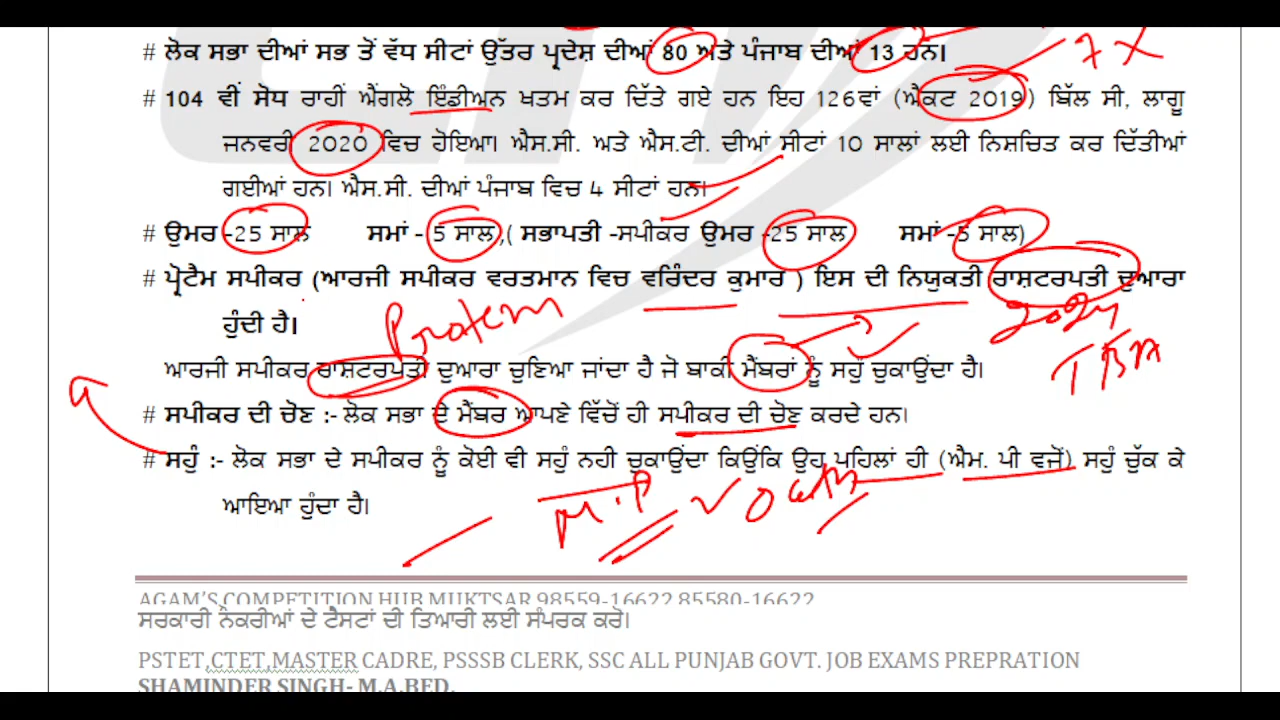 # ਲੋਕ ਸਭਾ ਦੀਆਂ ਸਭ ਤੋਂ ਵੱਧ ਸੀਟਾਂ ਉੱਤਰ ਪ੍ਰਦੇਸ਼ ਦੀਆਂ 80 ਅਤੇ ਪੰਜਾਬ ਦੀਆਂ 13 ਹਨ।
7 X
# 104 ਵੀਂ ਸੋਧ ਰਾਹੀਂ ਐਂਗਲੋ ਇੰਡੀਅਨ ਖਤਮ ਕਰ ਦਿੱਤੇ ਗਏ ਹਨ ਇਹ 126ਵਾਂ (ਐਕਟ 2019) ਬਿੱਲ ਸੀ, ਲਾਗੂ
ਜਨਵਰੀ 2020 ਵਿਚ ਹੋਇਆ। ਐਸ.ਸੀ. ਅਤੇ ਐਸ.ਟੀ. ਦੀਆਂ ਸੀਟਾਂ 10 ਸਾਲਾਂ ਲਈ ਨਿਸ਼ਚਿਤ ਕਰ ਦਿੱਤੀਆਂ
ਗਈਆਂ ਹਨ। ਐਸ.ਸੀ. ਦੀਆਂ ਪੰਜਾਬ ਵਿਚ 4 ਸੀਟਾਂ ਹਨ।
# ਉਮਰ -25 ਸਾਲ ਸਮਾਂ - 5 ਸਾਲ,( ਸਭਾਪਤੀ -ਸਪੀਕਰ ਉਮਰ -25 ਸਾਲ ਸਮਾਂ -5 ਸਾਲ)
# ਪ੍ਰੋਟੈਮ ਸਪੀਕਰ (ਆਰਜੀ ਸਪੀਕਰ ਵਰਤਮਾਨ ਵਿਚ ਵਰਿੰਦਰ ਕੁਮਾਰ ) ਇਸ ਦੀ ਨਿਯੁਕਤੀ ਰਾਸ਼ਟਰਪਤੀ ਦੁਆਰਾ
ਹੁੰਦੀ ਹੈ।
Protem
2024
ਆਰਜੀ ਸਪੀਕਰ ਰਾਸ਼ਟਰਪਤੀ ਦੁਆਰਾ ਚੁਣਿਆ ਜਾਂਦਾ ਹੈ ਜੋ ਬਾਕੀ ਮੈਂਬਰਾਂ ਨੂੰ ਸਹੁੰ ਚੁਕਾਉਂਦਾ ਹੈ।
# ਸਪੀਕਰ ਦੀ ਚੋਣ :- ਲੋਕ ਸਭਾ ਦੇ ਮੈਂਬਰ ਆਪਣੇ ਵਿੱਚੋਂ ਹੀ ਸਪੀਕਰ ਦੀ ਚੋਣ ਕਰਦੇ ਹਨ।
# ਸਹੁੰ :- ਲੋਕ ਸਭਾ ਦੇ ਸਪੀਕਰ ਨੂੰ ਕੋਈ ਵੀ ਸਹੁੰ ਨਹੀ ਚੁਕਾਉਂਦਾ ਕਿਉਂਕਿ ਉਹ ਪਹਿਲਾਂ ਹੀ (ਐਮ. ਪੀ ਵਜੋਂ) ਸਹੁੰ ਚੁੱਕ ਕੇ
ਆਇਆ ਹੁੰਦਾ ਹੈ।
M.P Oath
AGAM'S COMPETITION HUB MUKTSAR 98559-16622 85580-16622
ਸਰਕਾਰੀ ਨੌਕਰੀਆਂ ਦੇ ਟੈਸਟਾਂ ਦੀ ਤਿਆਰੀ ਲਈ ਸੰਪਰਕ ਕਰੋ।
PSTET,CTET,MASTER CADRE, PSSSB CLERK, SSC ALL PUNJAB GOVT. JOB EXAMS PREPRATION
SHAMINDER SINGH- M.A.BED.